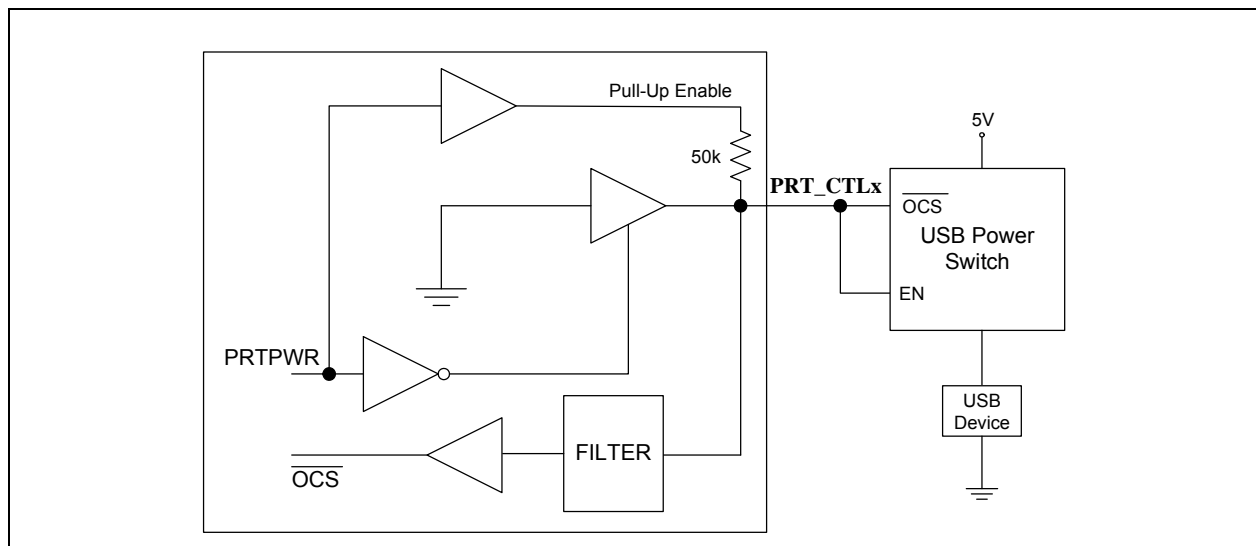 Pull-Up Enable
5V
50k
PRT_CTLx
OCS
USB Power
Switch
EN
PRTPWR
USB
Device
FILTER
OCS